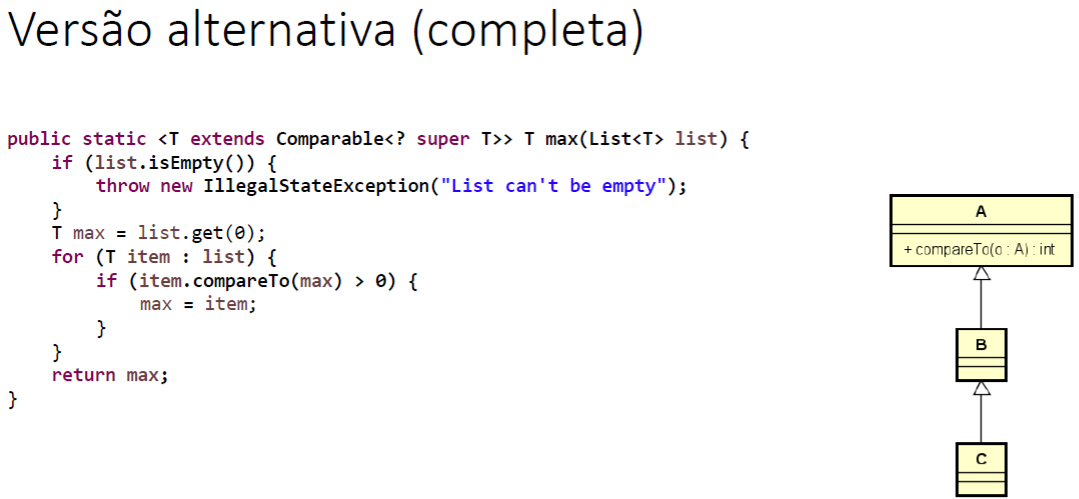 Versão alternativa (completa)
public static <T extends Comparable<? super T>> T max(List<T> list) {
    if (list.isEmpty()) {
        throw new IllegalStateException("List can't be empty");
    }
    T max = list.get(0);
    for (T item : list) {
        if (item.compareTo(max) > 0) {
            max = item;
        }
    }
    return max;
}
A
+ compareTo(o : A) : int
B
C